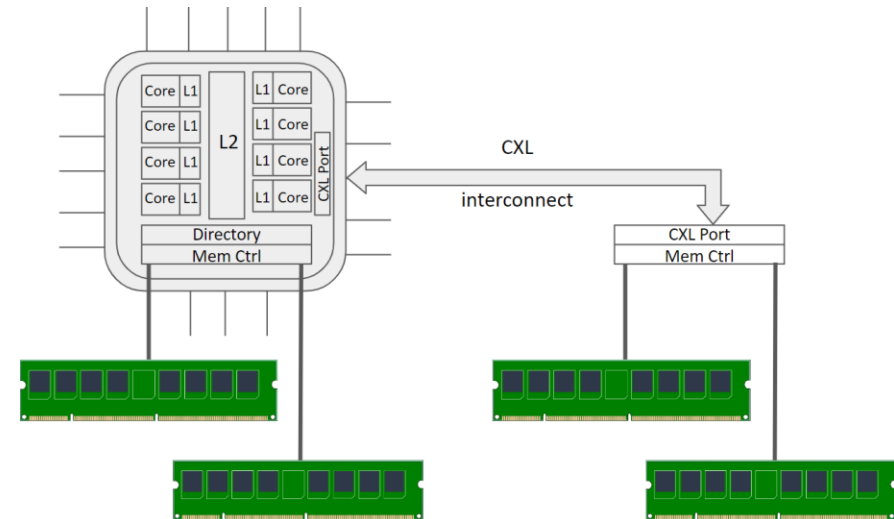 Core L1
L1 Core
Core L1
L1 Core
Core L1
L1 Core
Core L1
L1 Core
L2
CXL Port
Directory
Mem Ctrl
CXL
interconnect
CXL Port
Mem Ctrl